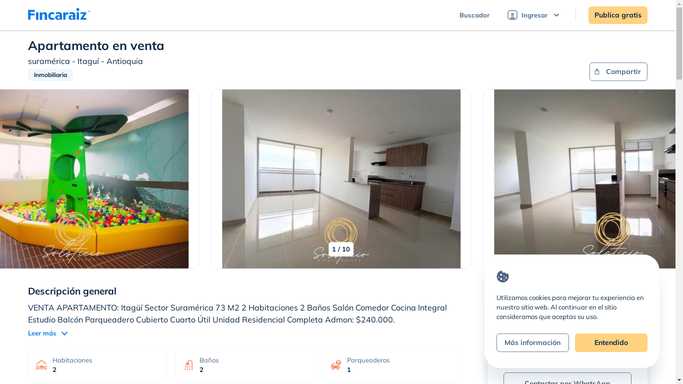 Fincaraiz
Buscador
Ingresar
Publica gratis
Apartamento en venta
suramérica - Itaguí - Antioquia
Inmobiliaria
Compartir
Solsticio
1 / 10
Solsticio
Solsticio
Descripción general
VENTA APARTAMENTO: Itagüí Sector Suramérica 73 M2 2 Habitaciones 2 Baños Salón Comedor Cocina Integral
Estudio Balcón Parqueadero Cubierto Cuarto Útil Unidad Residencial Completa Admon: $240.000.
Leer más
Habitaciones
2
Baños
2
Parqueaderos
1
Utilizamos cookies para mejorar tu experiencia en
nuestro sitio web. Al continuar en el sitio
consideramos que aceptas su uso.
Más información
Entendido
Contactar por WhatsApp